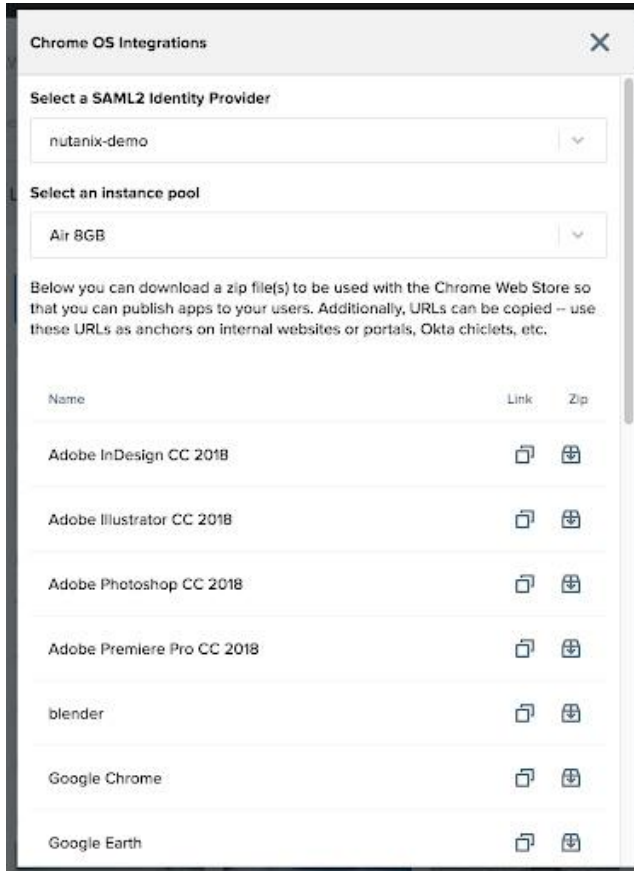 Chrome OS Integrations
Select a SAML2 Identity Provider
nutanix-demo
Select an instance pool
Air 8GB
Below you can download a zip file(s) to be used with the Chrome Web Store so
that you can publish apps to your users. Additionally, URLs can be copied -- use
these URLs as anchors on internal websites or portals, Okta chiclets, etc.
Name Link Zip
Adobe InDesign CC 2018
Adobe Illustrator CC 2018
Adobe Photoshop CC 2018
Adobe Premiere Pro CC 2018
blender
Google Chrome
Google Earth